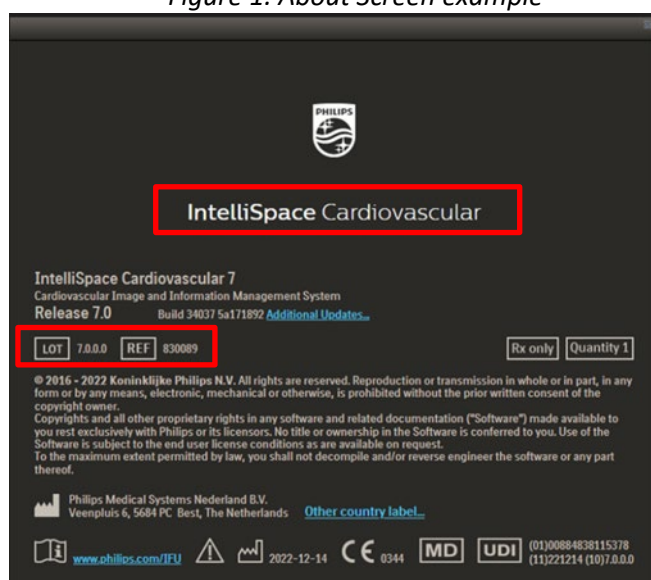 Figure 1: About Screen example
PHILIPS
IntelliSpace Cardiovascular
IntelliSpace Cardiovascular 7
Cardiovascular Image and Information Management System
Release 7.0 Build 34037 5a171892 Additional Updates...
LOT 7.0.0.0 REF 830089 Rx only Quantity 1
© 2016 - 2022 Koninklijke Philips N.V. All rights are reserved. Reproduction or transmission in whole or in part, in any
form or by any means, electronic, mechanical or otherwise, is prohibited without the prior written consent of the
copyright owner.
Copyrights and all other proprietary rights in any software and related documentation ("Software") made available to
you rest exclusively with Philips or its licensors. No title or ownership in the Software is conferred to you. Use of the
Software is subject to the end user license conditions as are available on request.
To the maximum extent permitted by law, you shall not decompile and/or reverse engineer the software or any part
thereof.
Philips Medical Systems Nederland B.V.
Veenpluis 6, 5684 PC Best, The Netherlands Other country label...
www.philips.com/IFU 2022-12-14 CE 0344 MD UDI (01)00884838115378
(11)221214 (10)7.0.0.0